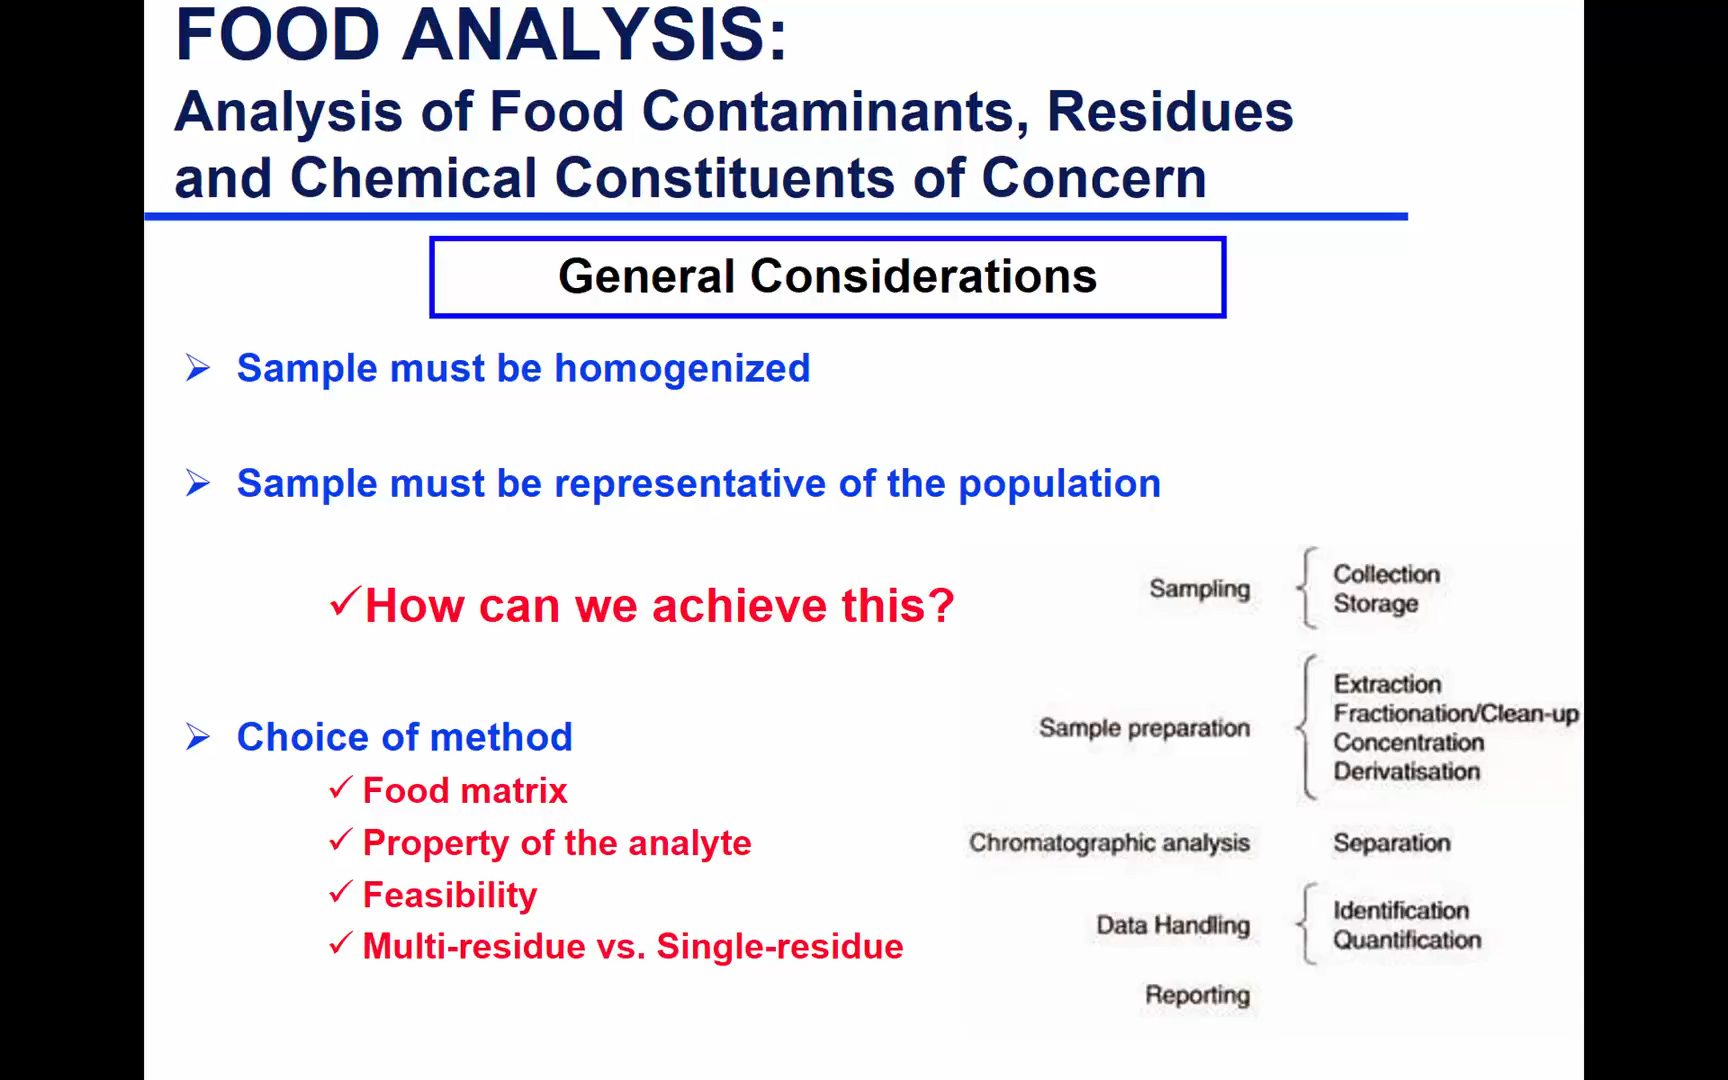 FOOD ANALYSIS:
Analysis of Food Contaminants, Residues
and Chemical Constituents of Concern
General Considerations
Sample must be homogenized
Sample must be representative of the population
How can we achieve this?
Choice of method
Food matrix
Property of the analyte
Feasibility
Multi-residue vs. Single-residue
Sampling
Collection
Storage
Sample preparation
Extraction
Fractionation/Clean-up
Concentration
Derivatisation
Chromatographic analysis
Separation
Data Handling
Identification
Quantification
Reporting